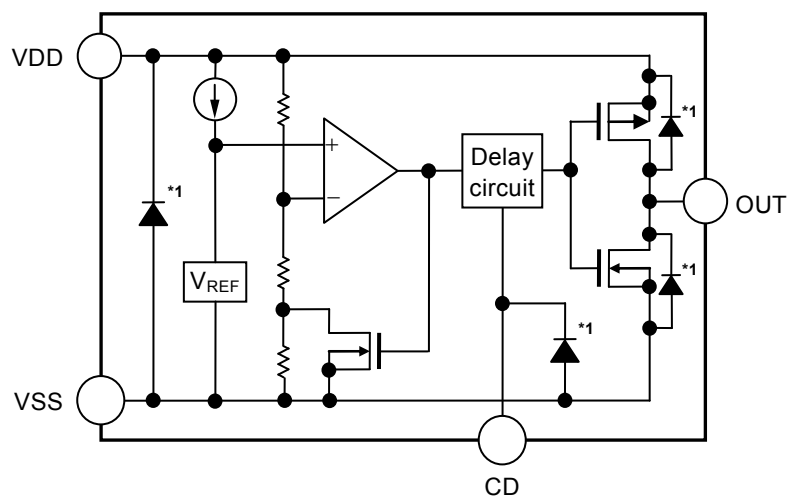 VDD
*1
*1
+
−
Delay
circuit
OUT
*1
VREF
*1
VSS
CD